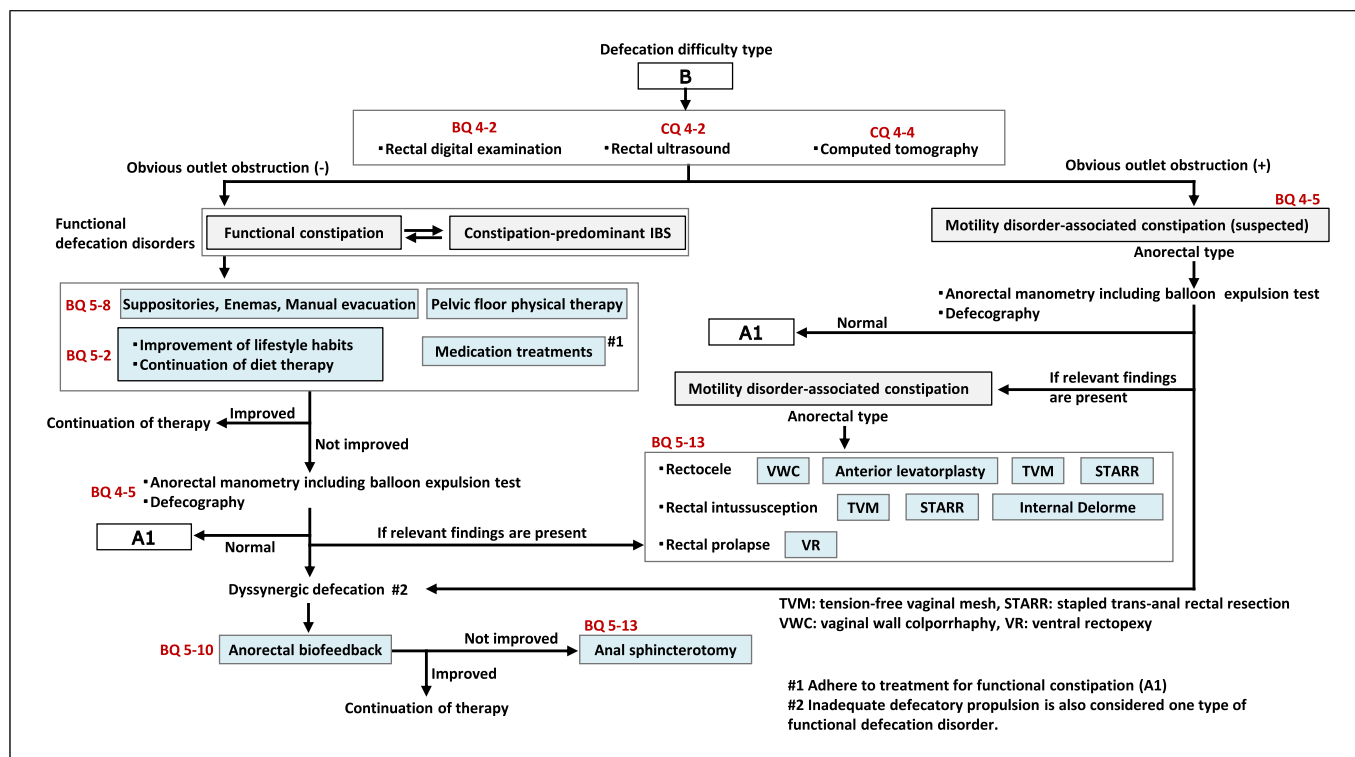 Defecation difficulty type
B
BQ 4-2
CQ 4-2
CQ 4-4
▪Rectal digital examination
▪Rectal ultrasound
▪Computed tomography
Obvious outlet obstruction (-)
Obvious outlet obstruction (+)
Functional
defecation disorders
Functional constipation
Constipation-predominant IBS
BQ 4-5
Motility disorder-associated constipation (suspected)
Anorectal type
BQ 5-8
Suppositories, Enemas, Manual evacuation
Pelvic floor physical therapy
BQ 5-2
▪Improvement of lifestyle habits
▪Continuation of diet therapy
Medication treatments
#1
▪Anorectal manometry including balloon expulsion test
▪Defecography
Normal
A1
Motility disorder-associated constipation
If relevant findings
are present
Anorectal type
Improved
Continuation of therapy
Not improved
BQ 5-13
▪Rectocele
VWC
Anterior levatorplasty
TVM
STARR
▪Rectal intussusception
TVM
STARR
Internal Delorme
▪Rectal prolapse
VR
BQ 4-5
▪Anorectal manometry including balloon expulsion test
▪Defecography
A1
Normal
If relevant findings are present
Dyssynergic defecation #2
TVM: tension-free vaginal mesh, STARR: stapled trans-anal rectal resection
VWC: vaginal wall colporrhaphy, VR: ventral rectopexy
BQ 5-10
Anorectal biofeedback
Not improved
BQ 5-13
Anal sphincterotomy
Improved
Continuation of therapy
#1 Adhere to treatment for functional constipation (A1)
#2 Inadequate defecatory propulsion is also considered one type of
functional defecation disorder.